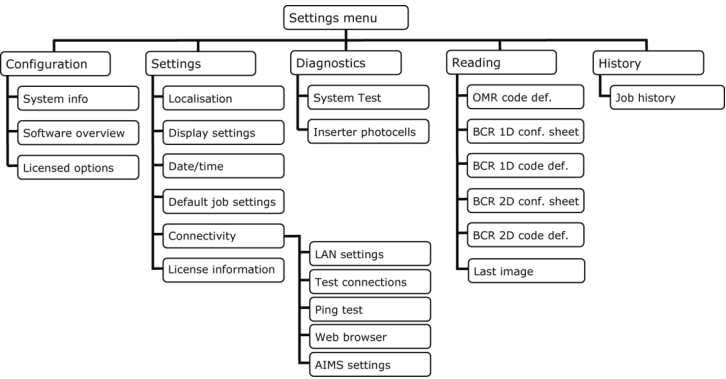 Settings menu
Configuration
System info
Software overview
Licensed options
Settings
Localisation
Display settings
Date/time
Default job settings
Connectivity
LAN settings
Test connections
Ping test
Web browser
AIMS settings
License information
Diagnostics
System Test
Inserter photocells
Reading
OMR code def.
BCR 1D conf. sheet
BCR 1D code def.
BCR 2D conf. sheet
BCR 2D code def.
Last image
History
Job history